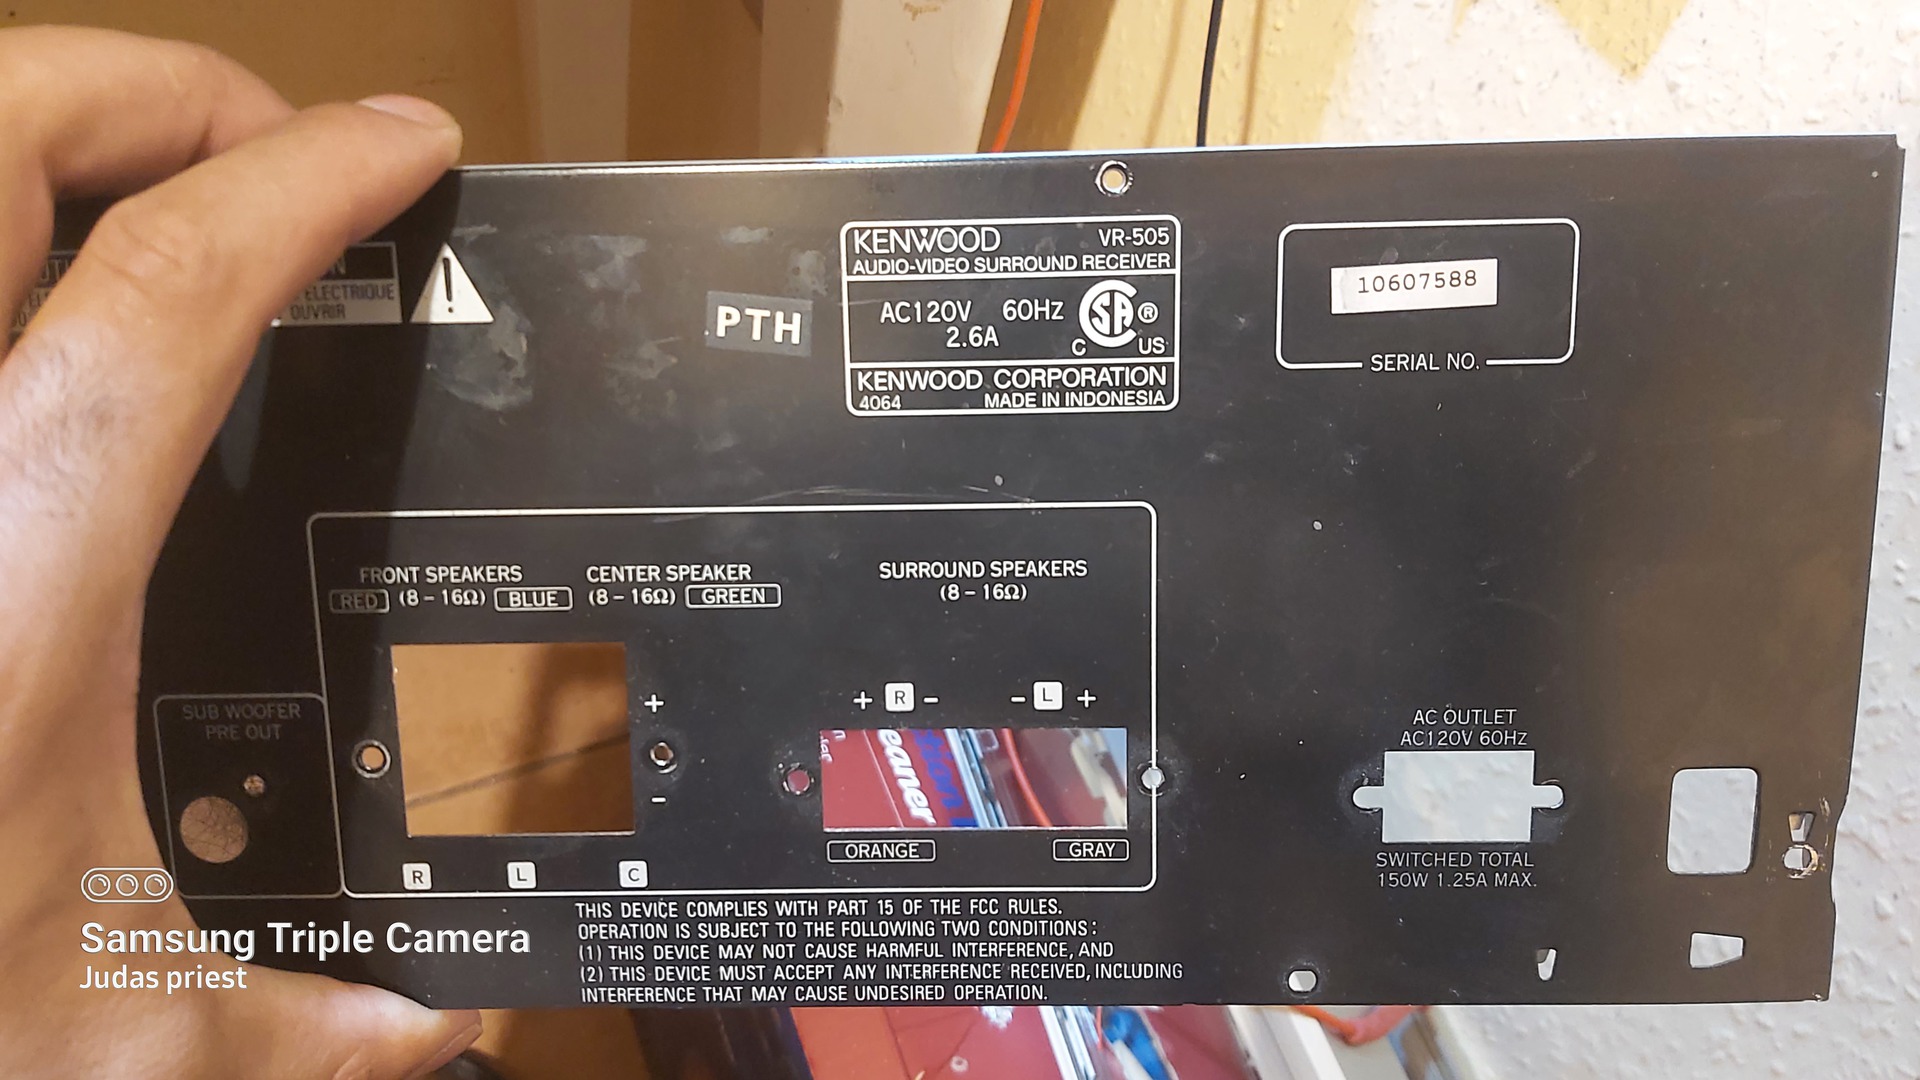 ELECTRIQUE
OUVRIR
PTH
KENWOOD VR-505
AUDIO-VIDEO SURROUND RECEIVER
AC120V 60Hz
2.6A
CSA ®
C US
KENWOOD CORPORATION
4064 MADE IN INDONESIA
10607588
SERIAL NO.
FRONT SPEAKERS
RED (8-16Ω) BLUE
CENTER SPEAKER
(8-16Ω) GREEN
SURROUND SPEAKERS
(8-16Ω)
SUB WOOFER
PRE OUT
+
-
R L C
+ R - - L +
eaner
ORANGE GRAY
AC OUTLET
AC120V 60Hz
SWITCHED TOTAL
150W 1.25A MAX.
THIS DEVICE COMPLIES WITH PART 15 OF THE FCC RULES.
OPERATION IS SUBJECT TO THE FOLLOWING TWO CONDITIONS:
(1) THIS DEVICE MAY NOT CAUSE HARMFUL INTERFERENCE, AND
(2) THIS DEVICE MUST ACCEPT ANY INTERFERENCE RECEIVED, INCLUDING
INTERFERENCE THAT MAY CAUSE UNDESIRED OPERATION.
Samsung Triple Camera
Judas priest